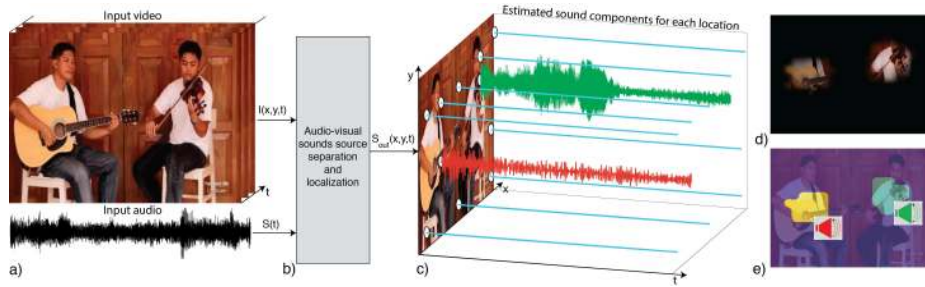 Input video
I(x,y,t)
t
Input audio
S(t)
a)
Audio-visual
sounds source
separation
and
localization
b)
S_out(x,y,t)
Estimated sound components for each location
y
x
t
c)
d)
e)